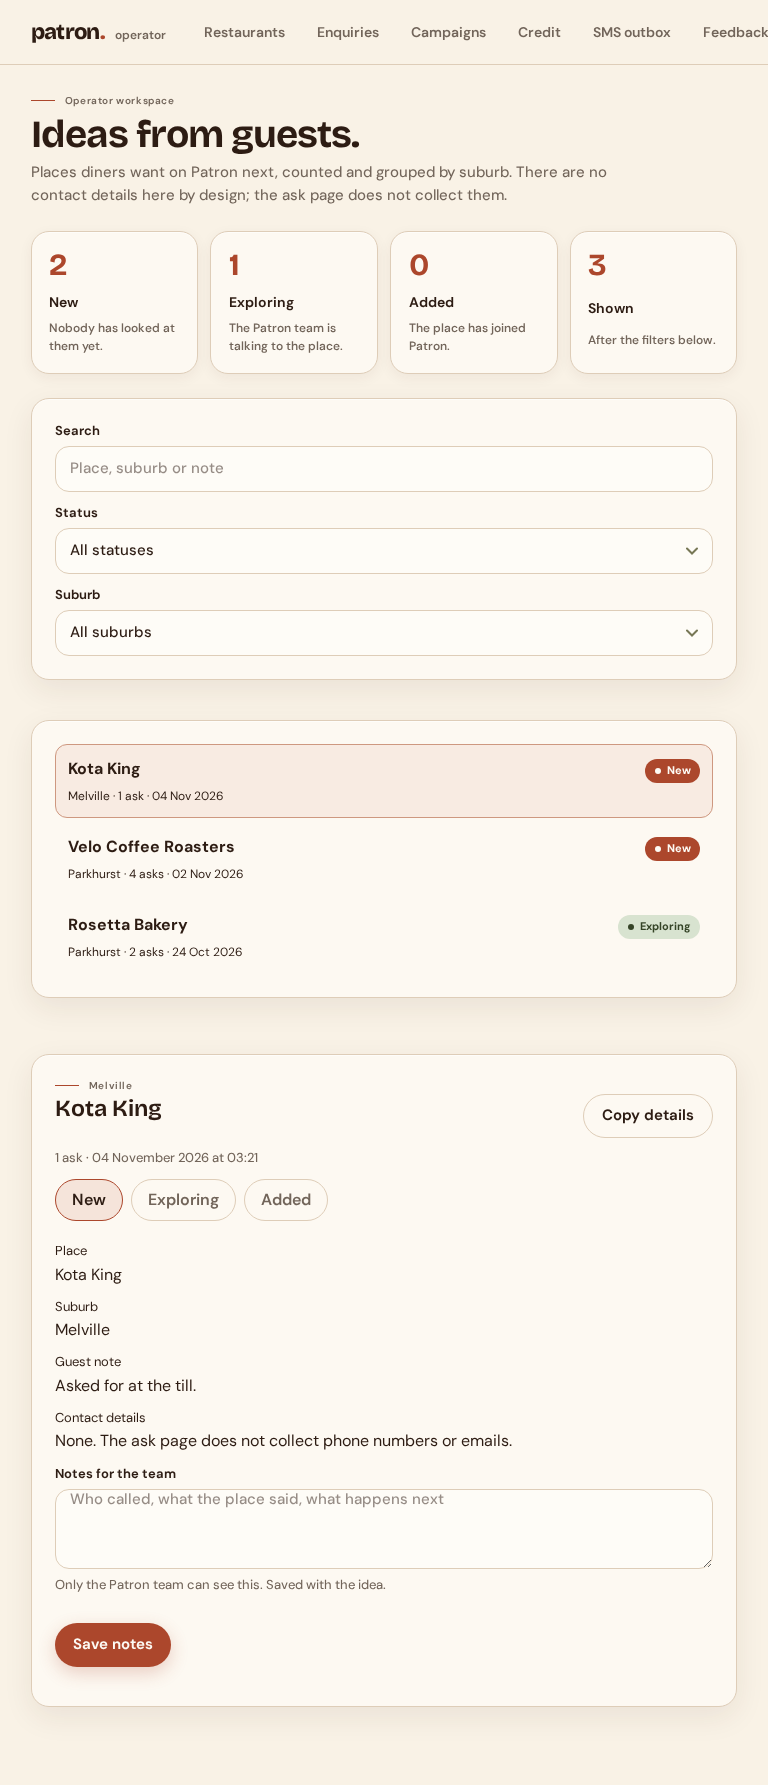 patron. operator Restaurants Enquiries Campaigns Credit SMS outbox Feedback
Operator workspace
Ideas from guests.
Places diners want on Patron next, counted and grouped by suburb. There are no
contact details here by design; the ask page does not collect them.
2
New
Nobody has looked at
them yet.
1
Exploring
The Patron team is
talking to the place.
0
Added
The place has joined
Patron.
3
Shown
After the filters below.
Search
Place, suburb or note
Status
All statuses
Suburb
All suburbs
Kota King
New
Melville · 1 ask · 04 Nov 2026
Velo Coffee Roasters
New
Parkhurst · 4 asks · 02 Nov 2026
Rosetta Bakery
Exploring
Parkhurst · 2 asks · 24 Oct 2026
Melville
Kota King
Copy details
1 ask · 04 November 2026 at 03:21
New Exploring Added
Place
Kota King
Suburb
Melville
Guest note
Asked for at the till.
Contact details
None. The ask page does not collect phone numbers or emails.
Notes for the team
Who called, what the place said, what happens next
Only the Patron team can see this. Saved with the idea.
Save notes